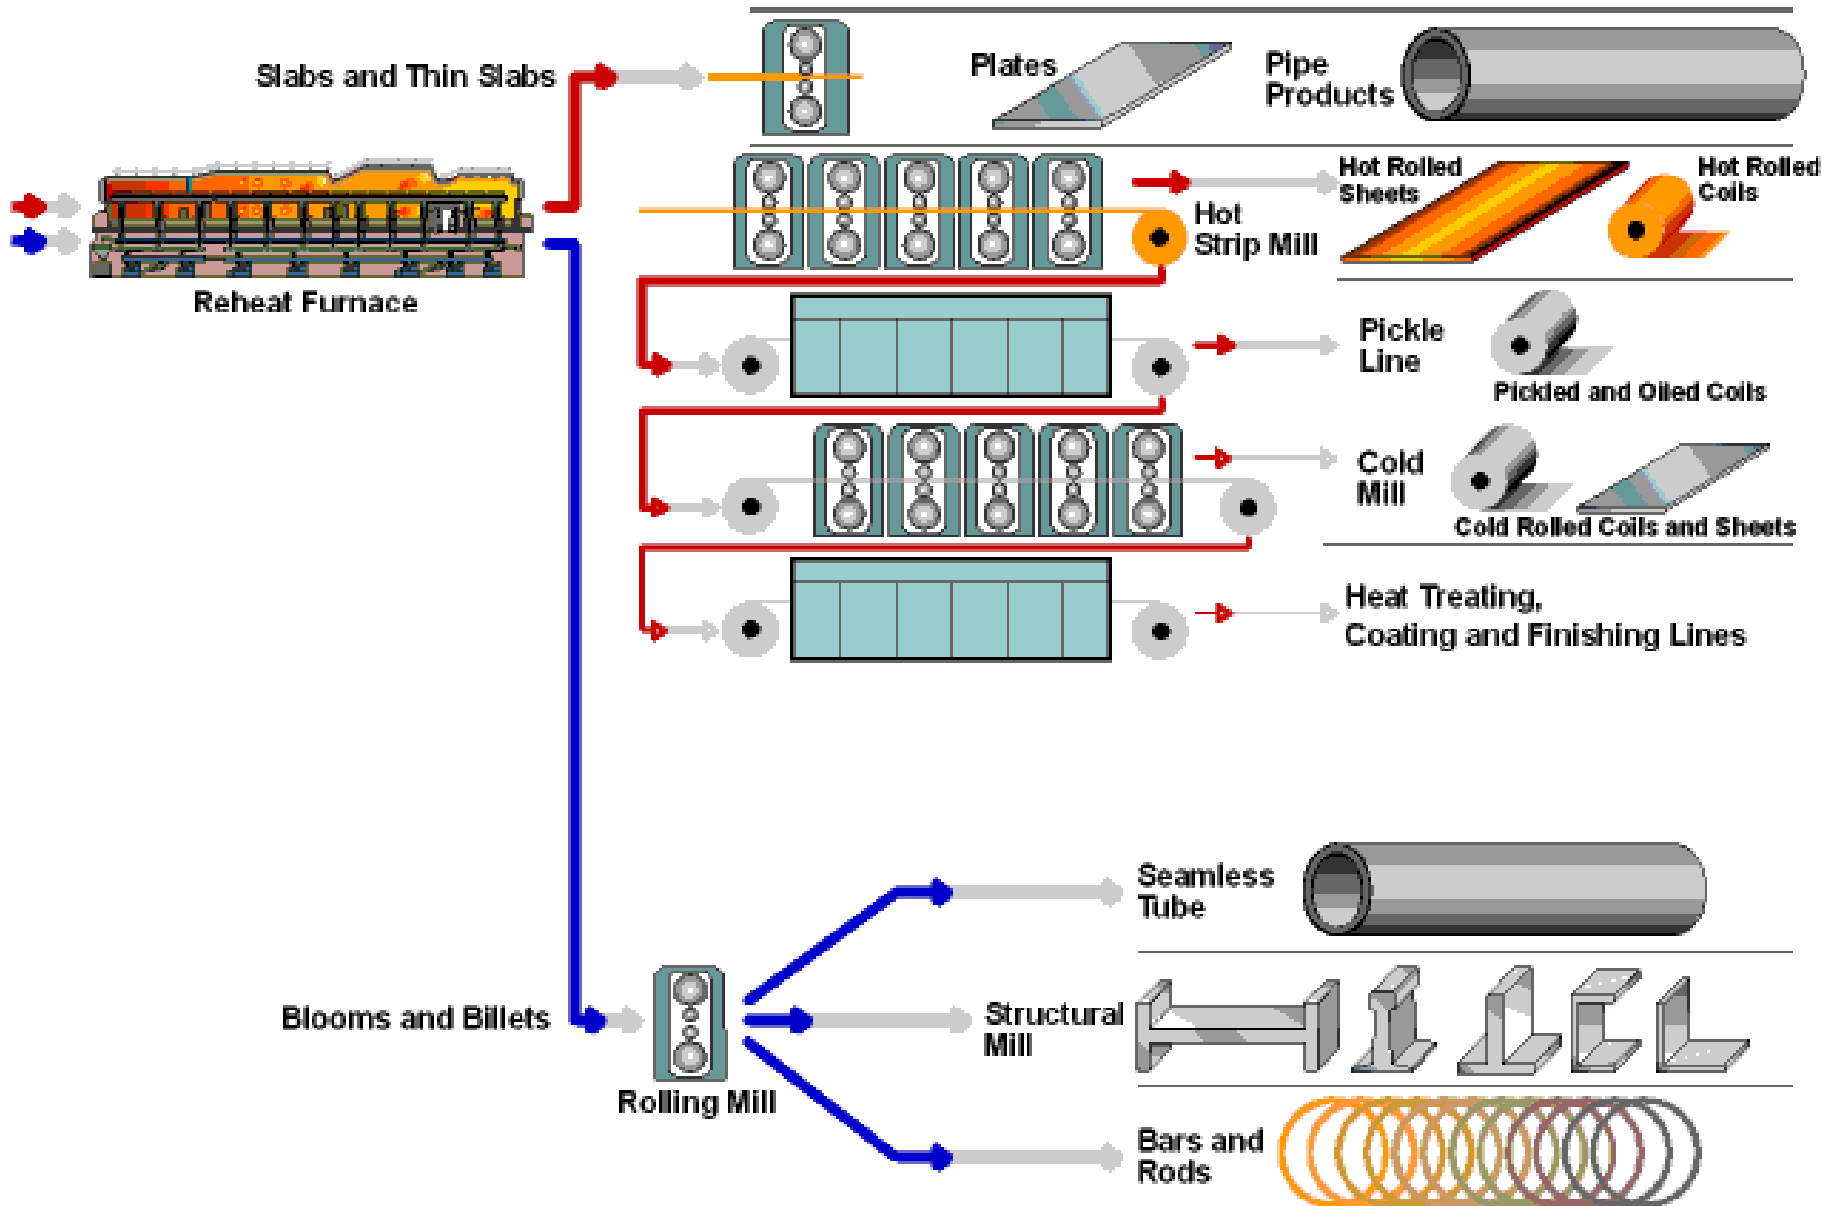 Slabs and Thin Slabs
Plates
Pipe
Products
Reheat Furnace
Hot
Strip Mill
Hot Rolled
Sheets
Hot Rolled
Coils
Pickle
Line
Pickled and Oiled Coils
Cold
Mill
Cold Rolled Coils and Sheets
Heat Treating,
Coating and Finishing Lines
Seamless
Tube
Blooms and Billets
Rolling Mill
Structural
Mill
Bars and
Rods